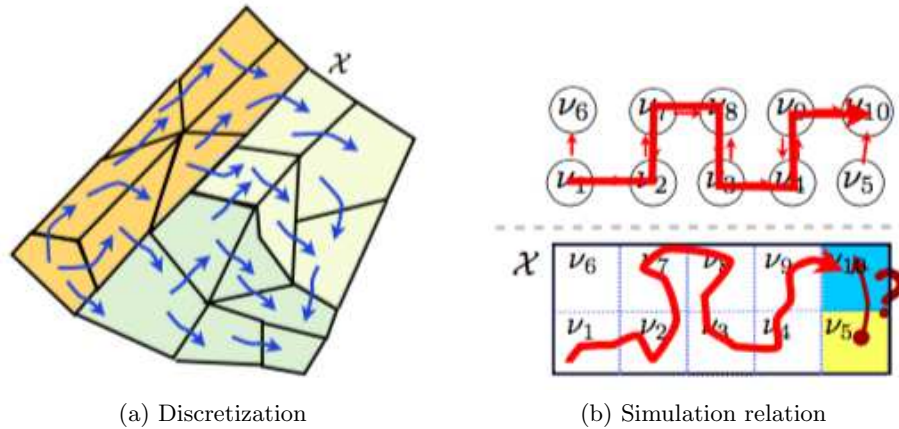 𝒳
ν6 ν7 ν8 ν9 ν10
ν1 ν2 ν3 ν4 ν5
𝒳
ν6 ν7 ν8 ν9 ν10
?
ν1 ν2 ν3 ν4 ν5
(a) Discretization
(b) Simulation relation